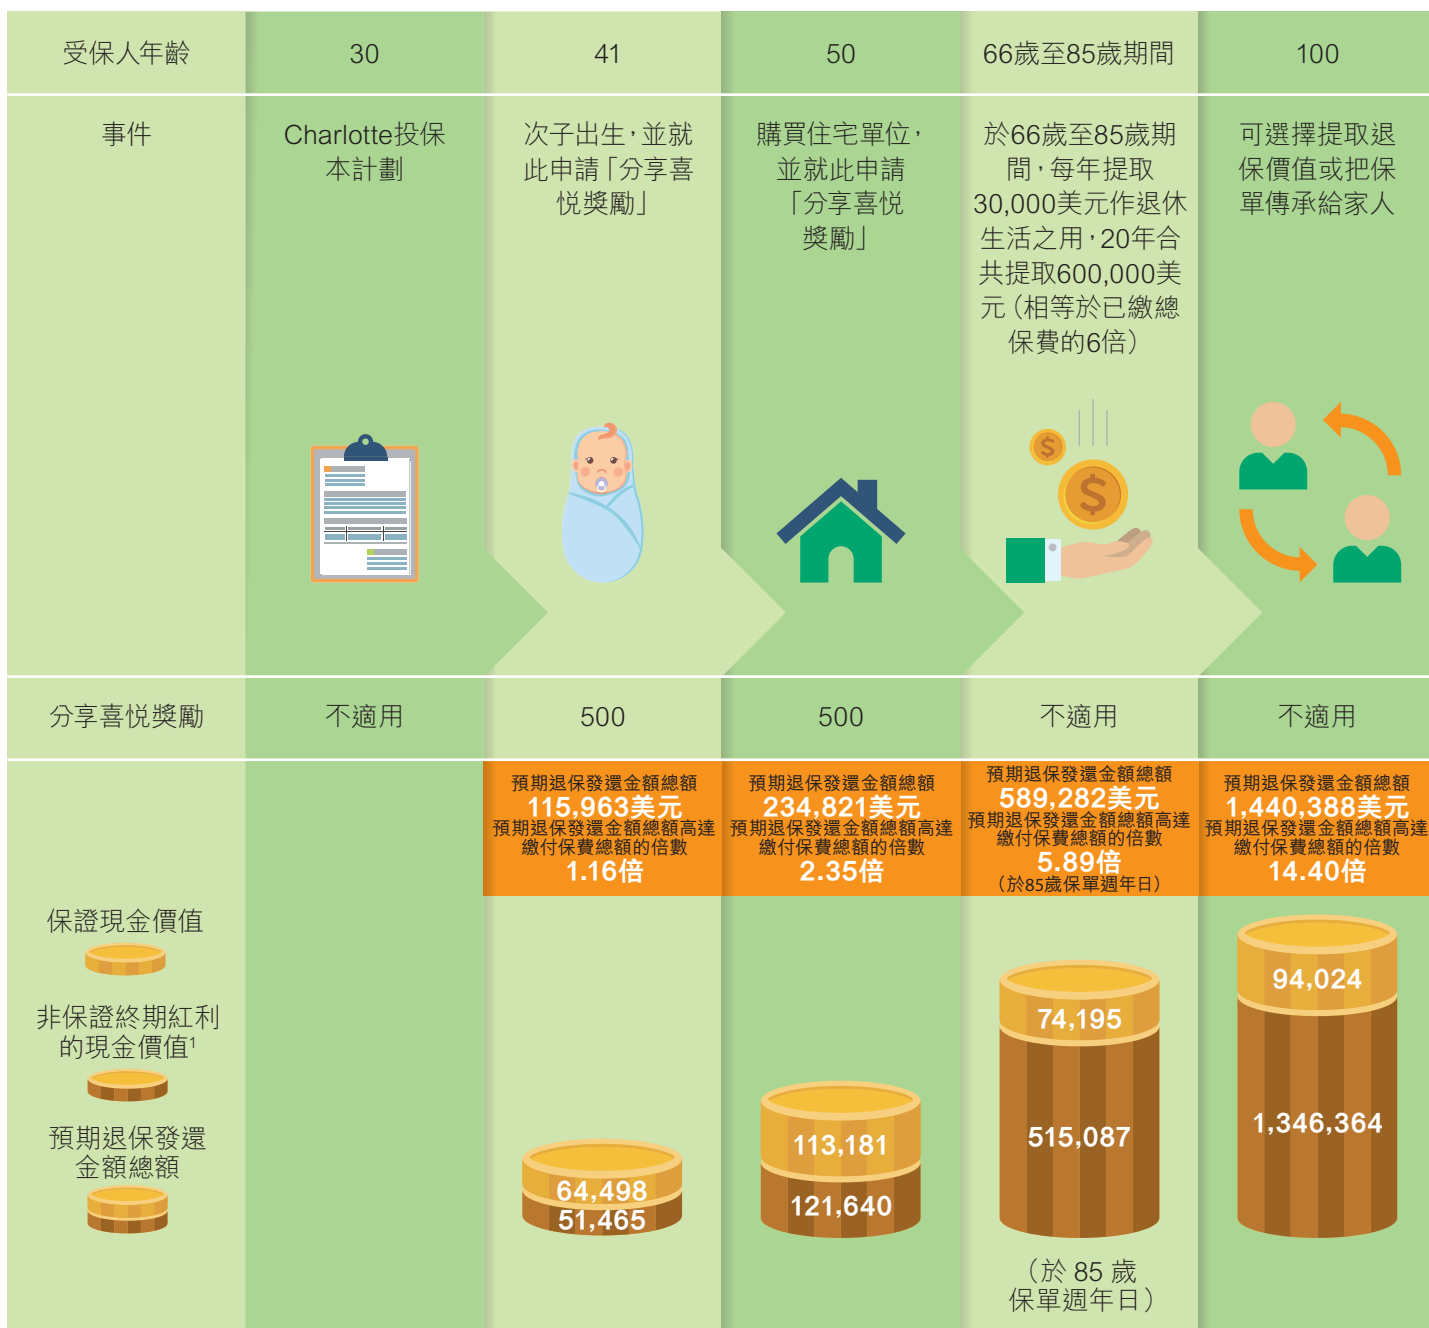 受保人年齡
30
41
50
66歲至85歲期間
100
事件
Charlotte投保
本計劃
次子出生，並就
此申請「分享喜
悅獎勵」
購買住宅單位，
並就此申請
「分享喜悅
獎勵」
於66歲至85歲期
間，每年提取
30,000美元作退休
生活之用，20年合
共提取600,000美
元（相等於已繳總
保費的6倍）
可選擇提取退
保價值或把保
單傳承給家人
分享喜悅獎勵
不適用
500
500
不適用
不適用
預期退保發還金額總額
115,963美元
預期退保發還金額總額高達
繳付保費總額的倍數
1.16倍
預期退保發還金額總額
234,821美元
預期退保發還金額總額高達
繳付保費總額的倍數
2.35倍
預期退保發還金額總額
589,282美元
預期退保發還金額總額高達
繳付保費總額的倍數
5.89倍
（於85歲保單週年日）
預期退保發還金額總額
1,440,388美元
預期退保發還金額總額高達
繳付保費總額的倍數
14.40倍
保證現金價值
非保證終期紅利
的現金價值1
預期退保發還
金額總額
64,498
51,465
113,181
121,640
74,195
515,087
（於 85 歲
保單週年日）
94,024
1,346,364